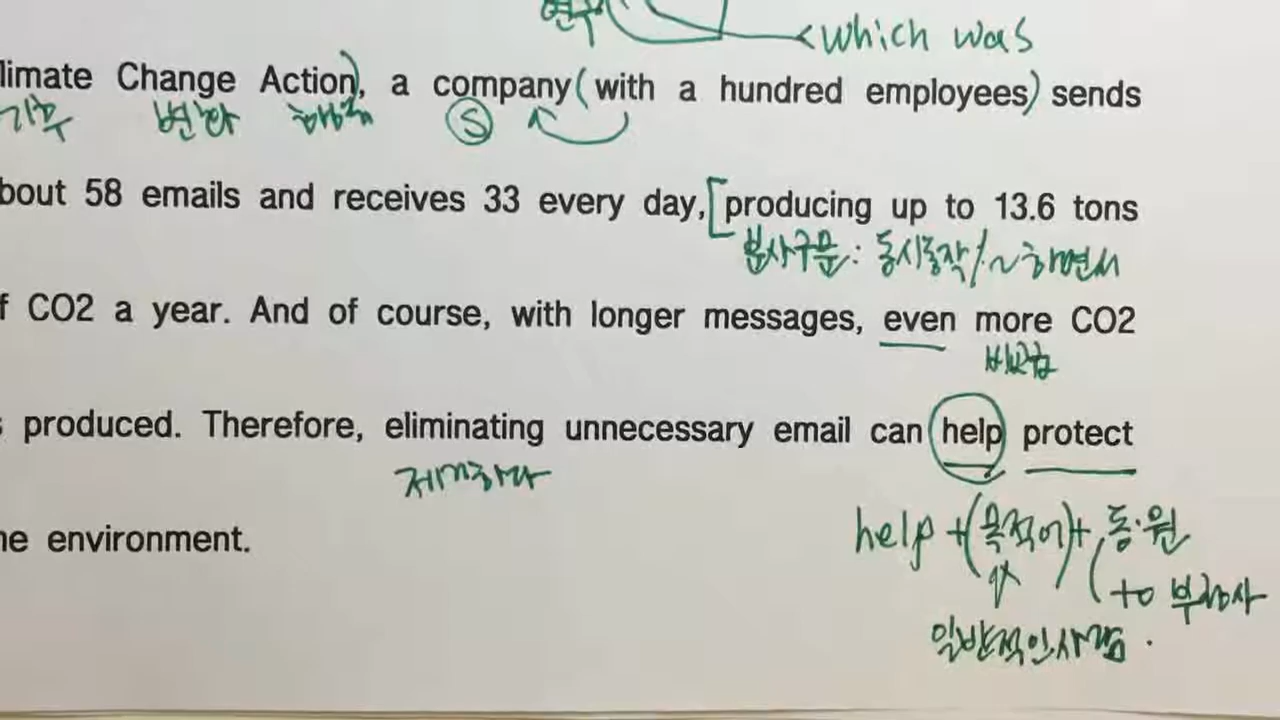 연구 which was
limate Change Action), a company (with a hundred employees) sends
기후 변화 행동 S
bout 58 emails and receives 33 every day, [producing up to 13.6 tons
분사구문: 동시동작/~하면서
f CO2 a year. And of course, with longer messages, even more CO2
비교급
s produced. Therefore, eliminating unnecessary email can help protect
제거하다
help + (목적어) + 동·원
he environment.
(to 부정사
일반적인사람